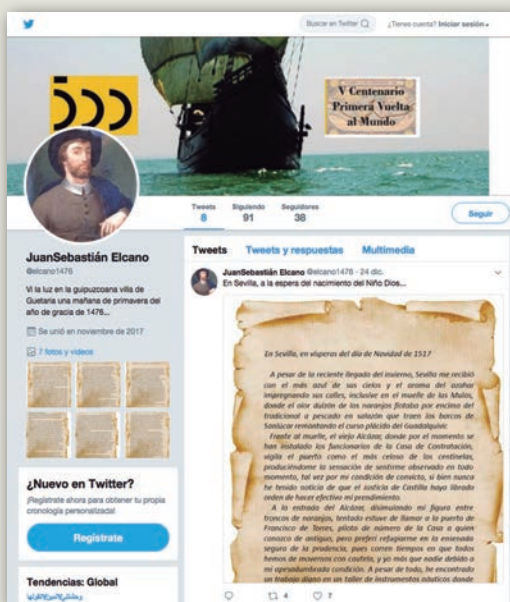 Buscar en Twitter
¿Tienes cuenta? Iniciar sesión
500
V Centenario
Primera Vuelta
al Mundo
Tweets
8
Siguiendo
91
Seguidores
38
Seguir
JuanSebastián Elcano
@elcano1476
Vi la luz en la guipuzcoana villa de
Guetaria una mañana de primavera del
año de gracia de 1476...
Se unió en noviembre de 2017
7 fotos y vídeos
¿Nuevo en Twitter?
¡Regístrate ahora para obtener tu propia
cronología personalizada!
Regístrate
Tendencias: Global
Tweets
Tweets y respuestas
Multimedia
JuanSebastián Elcano @elcano1476 · 24 dic.
En Sevilla, a la espera del nacimiento del Niño Dios...
En Sevilla, en vísperas del día de Navidad de 1517
A pesar de la reciente llegada del invierno, Sevilla me recibió
con el más azul de sus cielos y el aroma del azahar
impregnando sus calles, inclusive en el muelle de las Mulas,
donde el olor dulzón de los naranjos flotaba por encima del
tradicional a pescado en salazón que traen los barcos de
Sanlúcar remontando el curso plácido del Guadalquivir.
Frente al muelle, el viejo Alcázar, donde por el momento se
han instalado los funcionarios de la Casa de Contratación,
vigila el puerto como el más celoso de los centinelas,
produciéndome la sensación de sentirme observado en todo
momento, tal vez por mi condición de convicto, si bien nunca
he tenido noticia de que el Justicia de Castilla haya librado
orden de hacer efectivo mi prendimiento.
A la entrada del Alcázar, disimulando mi figura entre
troncos de naranjos, tentado estuve de llamar a la puerta de
Francisco de Torres, piloto de número de la Casa a quien
conozco de antiguo, pero preferí refugiarme en la ensenada
segura de la prudencia, pues corren tiempos en que todos
hemos de movernos con cautela, y yo más que nadie debido a
mi apesadumbrada condición. A pesar de todo, he encontrado
un trabajo digno en un taller de instrumentos náuticos donde
4
7